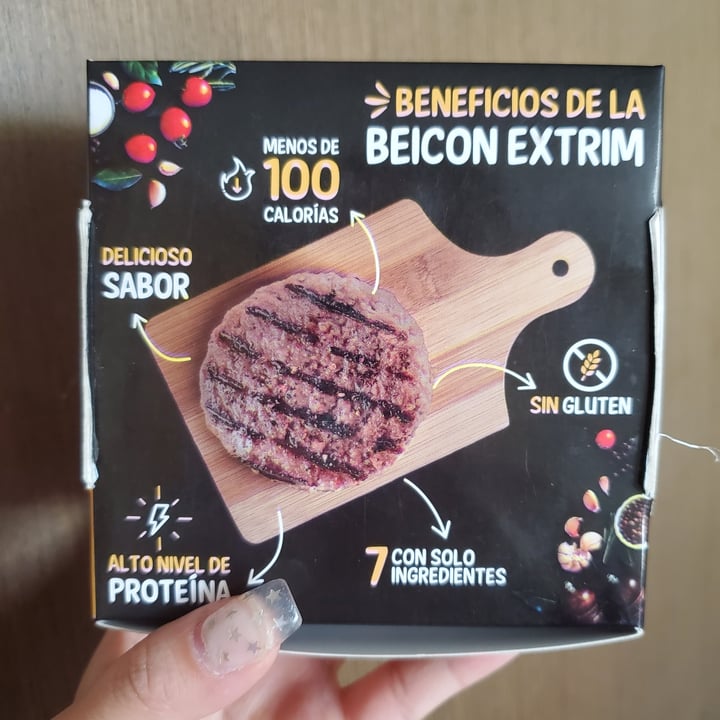 BENEFICIOS DE LA
BEICON EXTRIM
MENOS DE
100
CALORÍAS
DELICIOSO
SABOR
SIN GLUTEN
ALTO NIVEL DE
PROTEÍNA
7 CON SOLO
INGREDIENTES